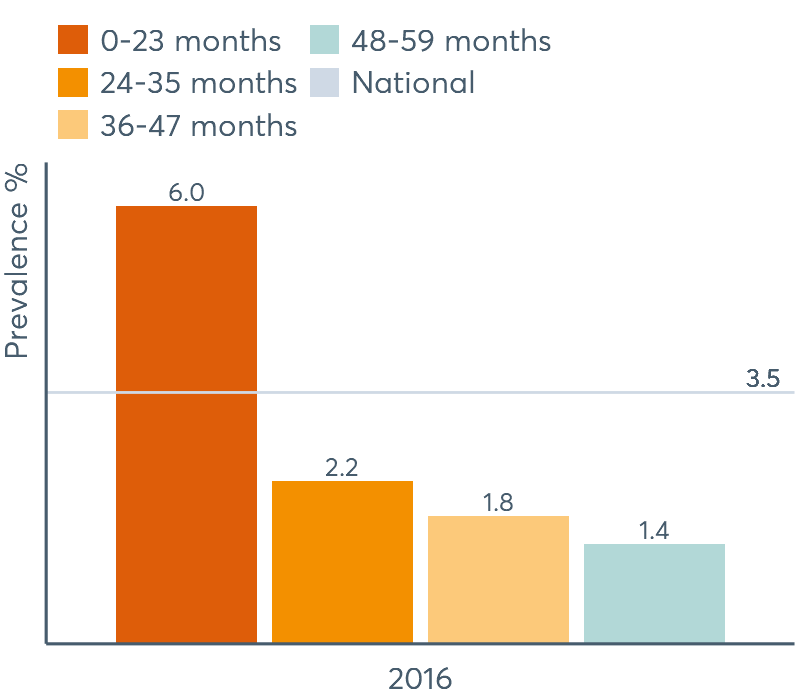 0-23 months
48-59 months
24-35 months
National
36-47 months
Prevalence %
6.0
3.5
2.2
1.8
1.4
2016